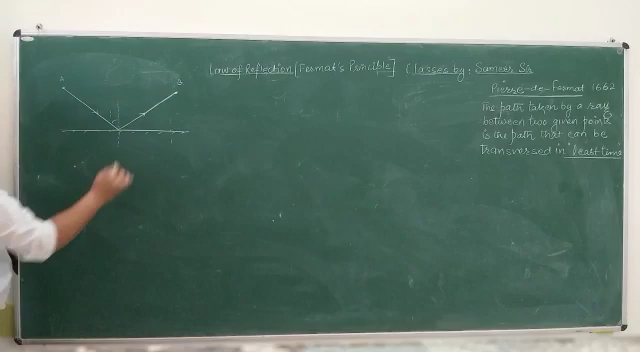 Law of Reflection [Fermat's Principle] Classes by: Sameer Sir
Pierre-de-Fermat 1662
The path taken by a ray
between two given points
is the path that can be
transversed in "least time"
A
B